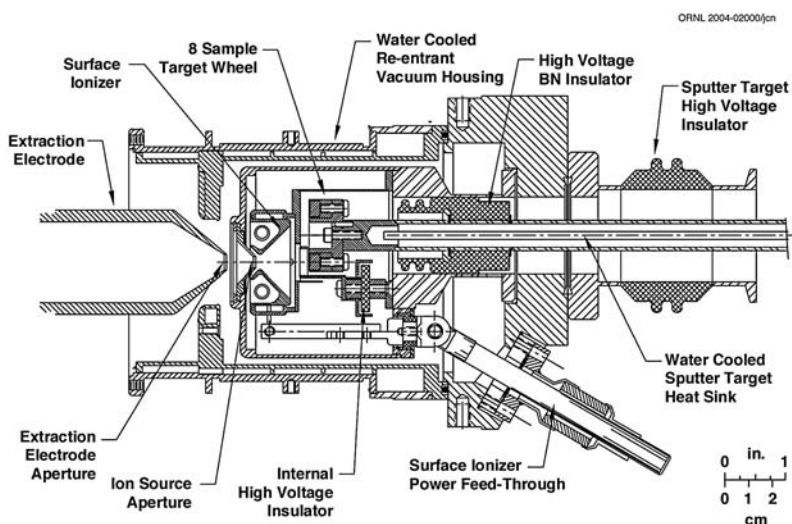 ORNL 2004-02000/jcn
8 Sample
Target Wheel
Water Cooled
Re-entrant
Vacuum Housing
High Voltage
BN Insulator
Surface
Ionizer
Sputter Target
High Voltage
Insulator
Extraction
Electrode
Water Cooled
Sputter Target
Heat Sink
Extraction
Electrode
Aperture
Ion Source
Aperture
Internal
High Voltage
Insulator
Surface Ionizer
Power Feed-Through
0 in. 1
0 1 2
cm